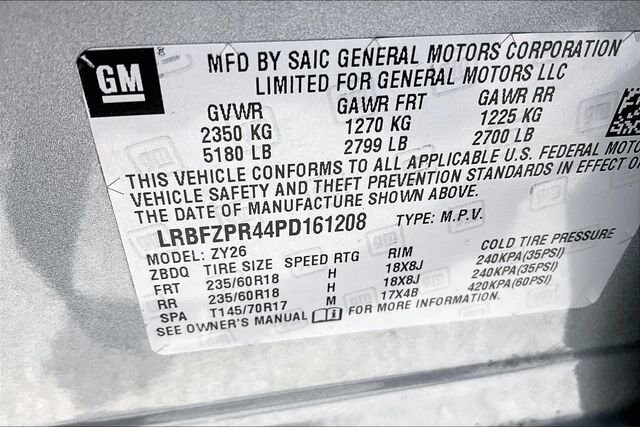 GM
MFD BY SAIC GENERAL MOTORS CORPORATION
LIMITED FOR GENERAL MOTORS LLC
GVWR GAWR FRT GAWR RR
2350 KG 1270 KG 1225 KG
5180 LB 2799 LB 2700 LB
THIS VEHICLE CONFORMS TO ALL APPLICABLE U.S. FEDERAL MOTO
VEHICLE SAFETY AND THEFT PREVENTION STANDARDS IN EFFECT O
THE DATE OF MANUFACTURE SHOWN ABOVE.
LRBFZPR44PD161208 TYPE: M.P.V.
MODEL: ZY26
ZBDQ TIRE SIZE SPEED RTG RIM COLD TIRE PRESSURE
FRT 235/60R18 H 18X8J 240KPA(35PSI)
RR 235/60R18 H 18X8J 240KPA(35PSI)
SPA T145/70R17 M 17X4B 420KPA(60PSI)
SEE OWNER'S MANUAL FOR MORE INFORMATION.